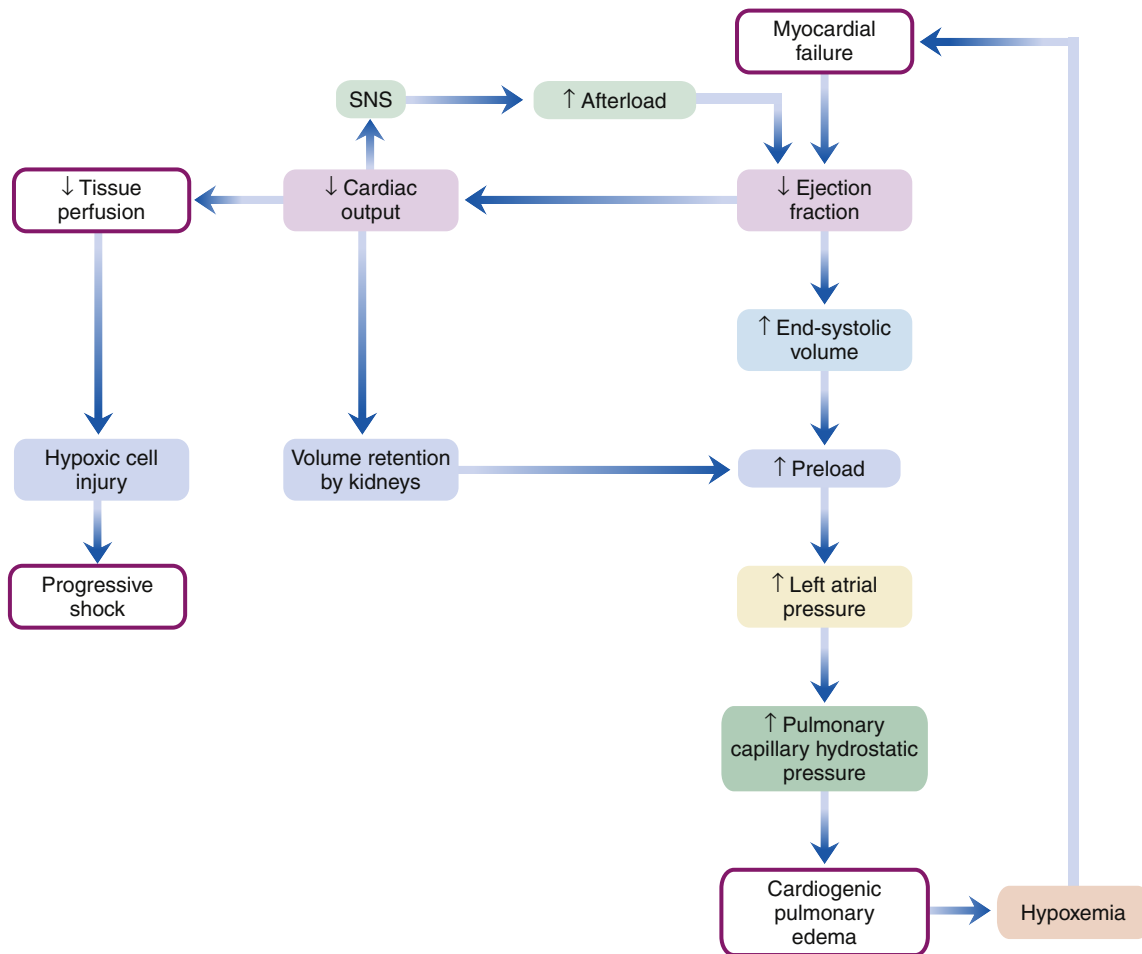 Myocardial
failure
SNS
↑ Afterload
↓ Tissue
perfusion
↓ Cardiac
output
↓ Ejection
fraction
↑ End-systolic
volume
Hypoxic cell
injury
Volume retention
by kidneys
↑ Preload
Progressive
shock
↑ Left atrial
pressure
↑ Pulmonary
capillary hydrostatic
pressure
Cardiogenic
pulmonary
edema
Hypoxemia